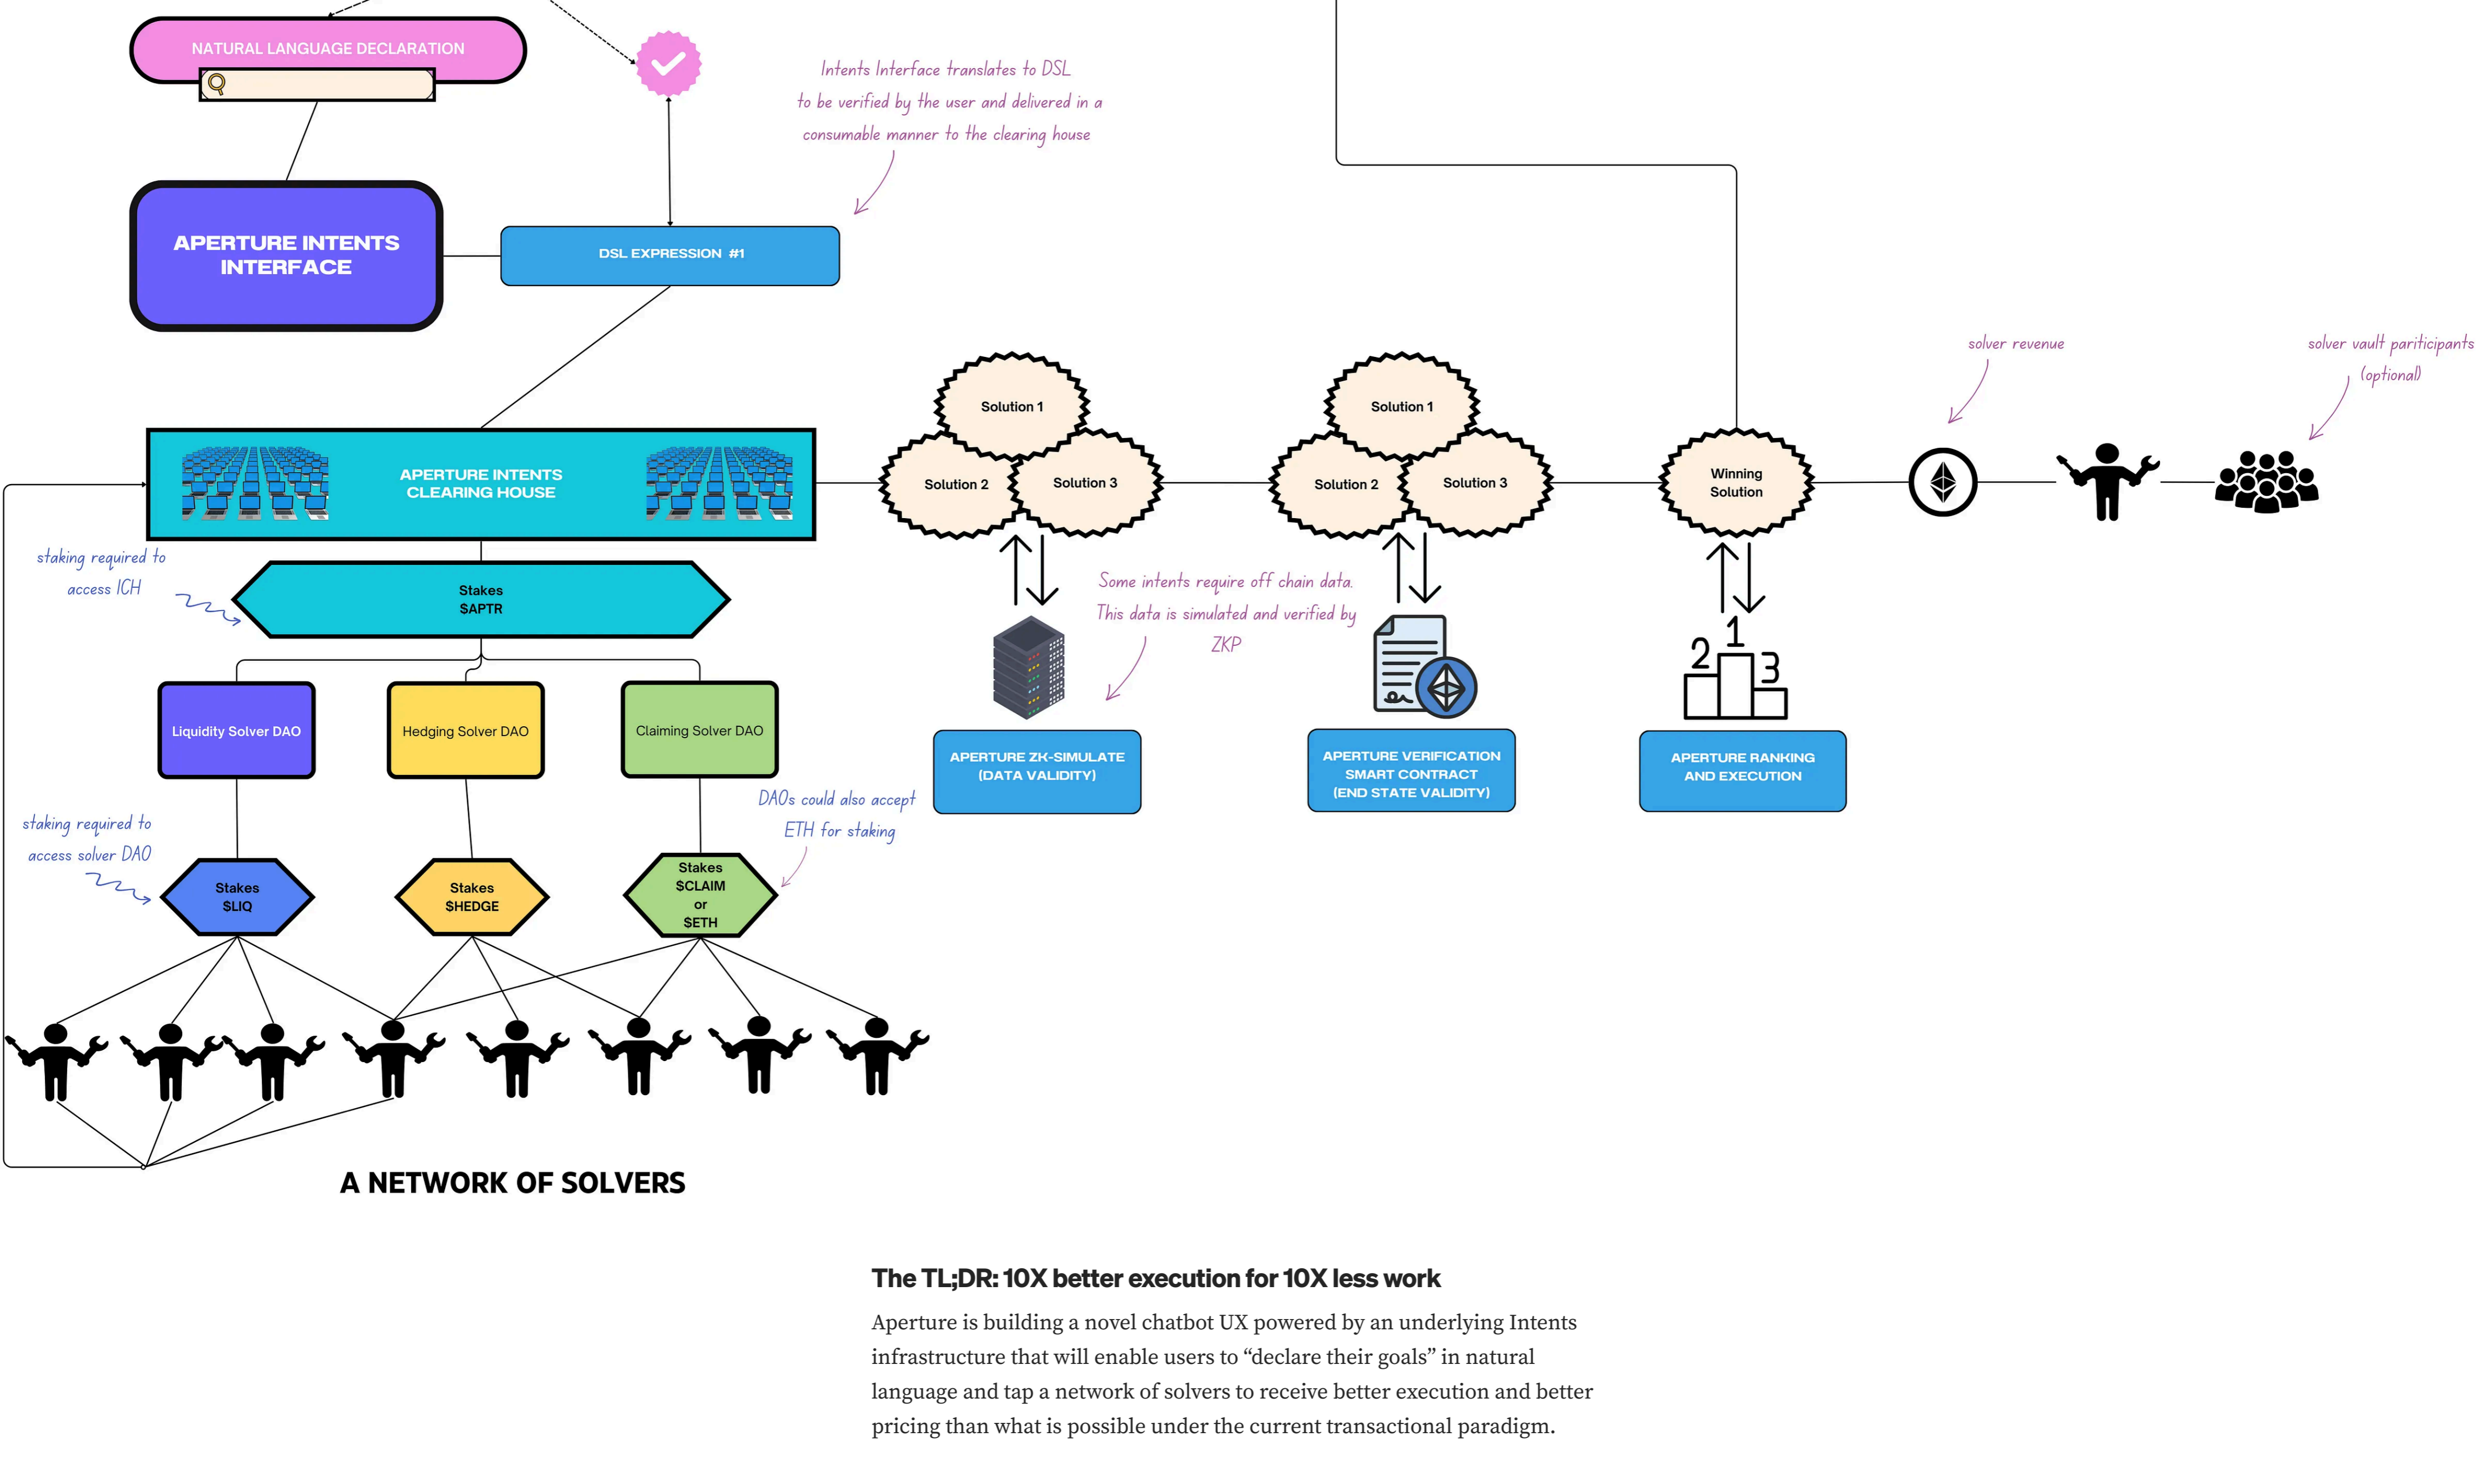 NATURAL LANGUAGE DECLARATION
Intents Interface translates to DSL
to be verified by the user and delivered in a
consumable manner to the clearing house
APERTURE INTENTS
INTERFACE
DSL EXPRESSION #1
solver revenue
solver vault pariticipants
(optional)
APERTURE INTENTS
CLEARING HOUSE
Solution 1
Solution 2
Solution 3
Solution 1
Solution 2
Solution 3
Winning
Solution
staking required to
access ICH
Stakes
$APTR
Some intents require off chain data.
This data is simulated and verified by
ZKP
1
2
3
Liquidity Solver DAO
Hedging Solver DAO
Claiming Solver DAO
APERTURE ZK-SIMULATE
(DATA VALIDITY)
APERTURE VERIFICATION
SMART CONTRACT
(END STATE VALIDITY)
APERTURE RANKING
AND EXECUTION
DAOs could also accept
ETH for staking
staking required to
access solver DAO
Stakes
$LIQ
Stakes
$HEDGE
Stakes
$CLAIM
or
$ETH
A NETWORK OF SOLVERS
The TL;DR: 10X better execution for 10X less work
Aperture is building a novel chatbot UX powered by an underlying Intents
infrastructure that will enable users to “declare their goals” in natural
language and tap a network of solvers to receive better execution and better
pricing than what is possible under the current transactional paradigm.